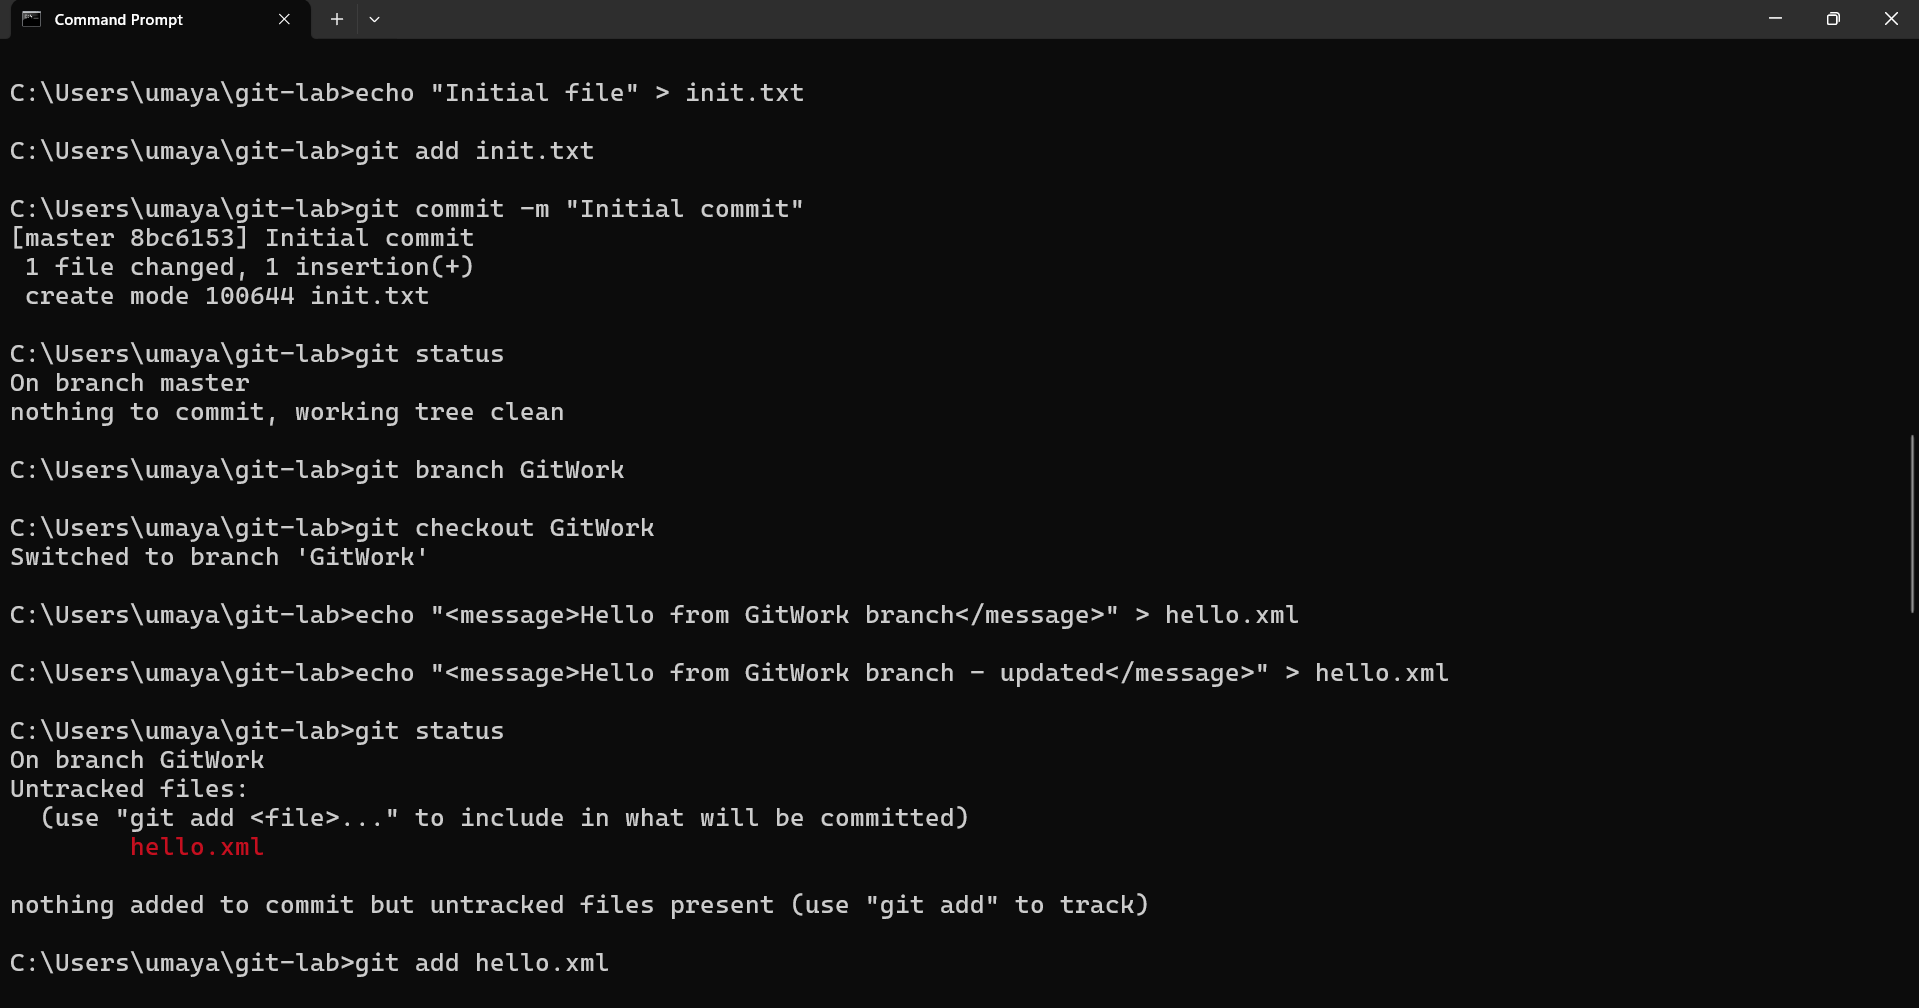 Command Prompt
C:\Users\umaya\git-lab>echo "Initial file" > init.txt
C:\Users\umaya\git-lab>git add init.txt
C:\Users\umaya\git-lab>git commit -m "Initial commit"
[master 8bc6153] Initial commit
 1 file changed, 1 insertion(+)
 create mode 100644 init.txt
C:\Users\umaya\git-lab>git status
On branch master
nothing to commit, working tree clean
C:\Users\umaya\git-lab>git branch GitWork
C:\Users\umaya\git-lab>git checkout GitWork
Switched to branch 'GitWork'
C:\Users\umaya\git-lab>echo "<message>Hello from GitWork branch</message>" > hello.xml
C:\Users\umaya\git-lab>echo "<message>Hello from GitWork branch - updated</message>" > hello.xml
C:\Users\umaya\git-lab>git status
On branch GitWork
Untracked files:
  (use "git add <file>..." to include in what will be committed)
        hello.xml
nothing added to commit but untracked files present (use "git add" to track)
C:\Users\umaya\git-lab>git add hello.xml